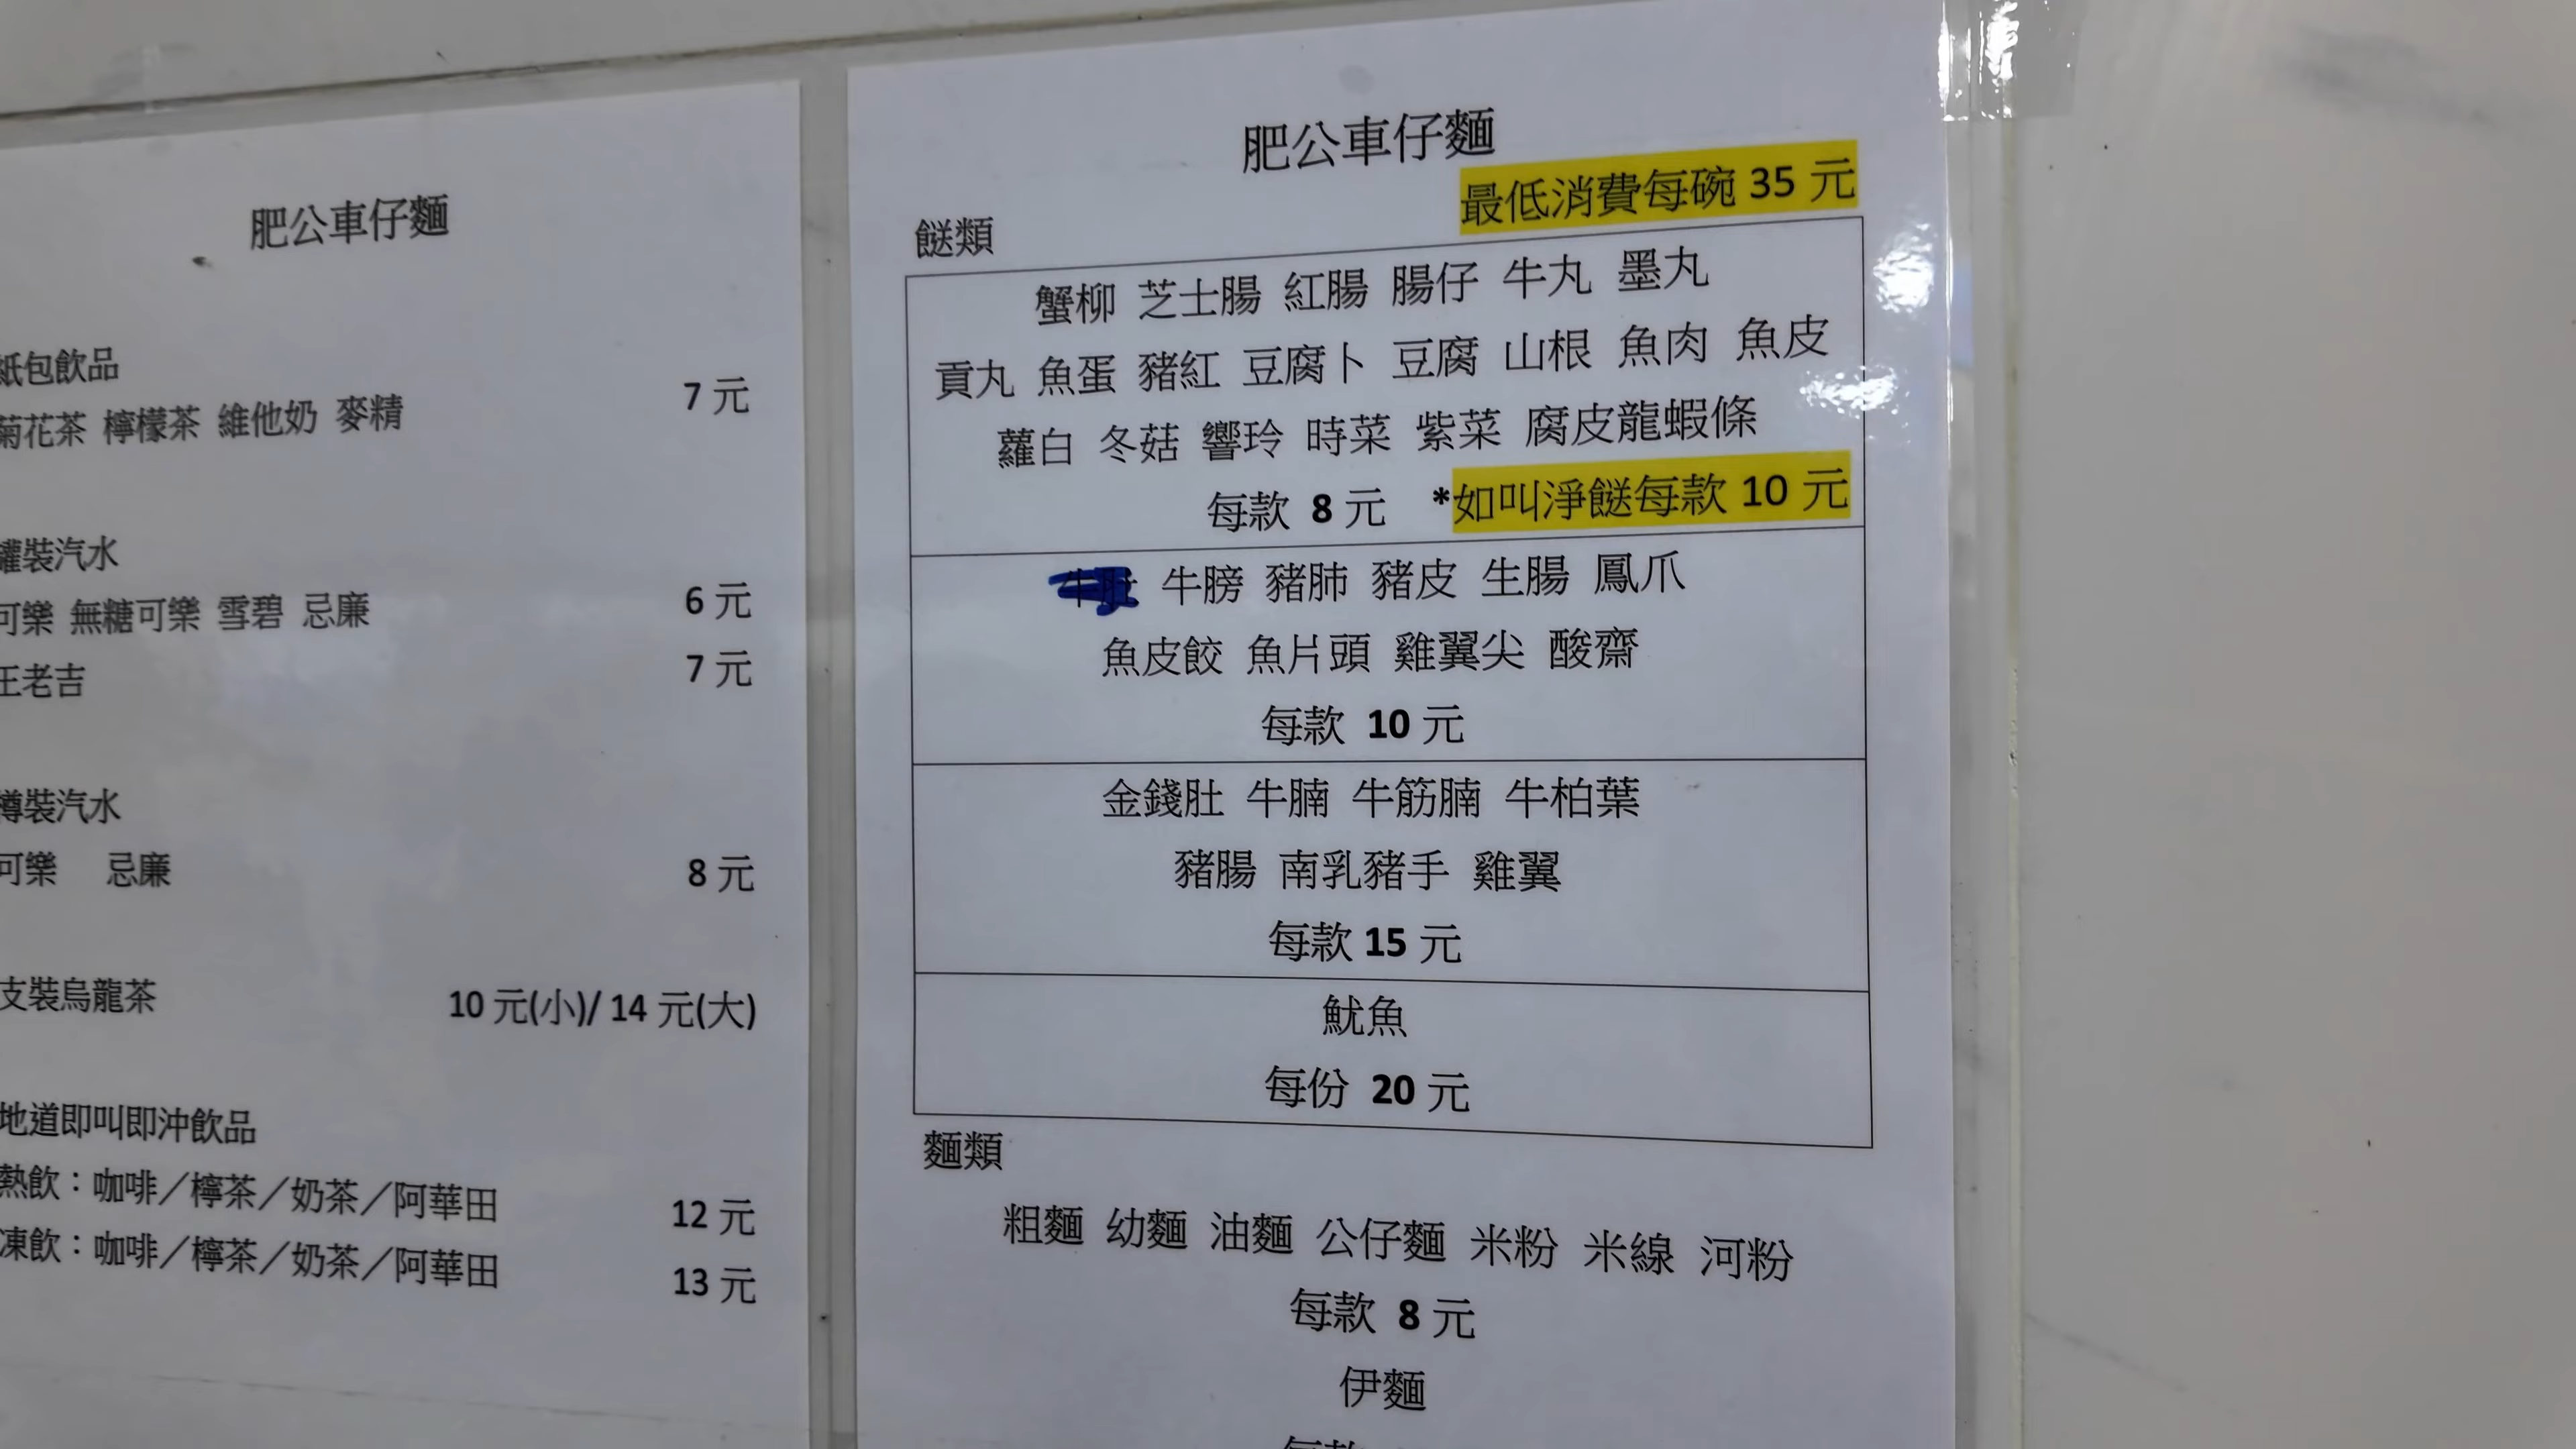 肥公車仔麵
紙包飲品
菊花茶 檸檬茶 維他奶 麥精 7 元
罐裝汽水
可樂 無糖可樂 雪碧 忌廉 6 元
王老吉 7 元
樽裝汽水
可樂 忌廉 8 元
支裝烏龍茶 10 元(小)/ 14 元(大)
地道即叫即沖飲品
熱飲：咖啡／檸茶／奶茶／阿華田 12 元
凍飲：咖啡／檸茶／奶茶／阿華田 13 元
肥公車仔麵
最低消費每碗 35 元
餸類
蟹柳 芝士腸 紅腸 腸仔 牛丸 墨丸
貢丸 魚蛋 豬紅 豆腐卜 豆腐 山根 魚肉 魚皮
蘿白 冬菇 響玲 時菜 紫菜 腐皮龍蝦條
每款 8 元 *如叫淨餸每款 10 元
牛膀 豬肺 豬皮 生腸 鳳爪
魚皮餃 魚片頭 雞翼尖 酸齋
每款 10 元
金錢肚 牛腩 牛筋腩 牛柏葉
豬腸 南乳豬手 雞翼
每款 15 元
魷魚
每份 20 元
麵類
粗麵 幼麵 油麵 公仔麵 米粉 米線 河粉
每款 8 元
伊麵